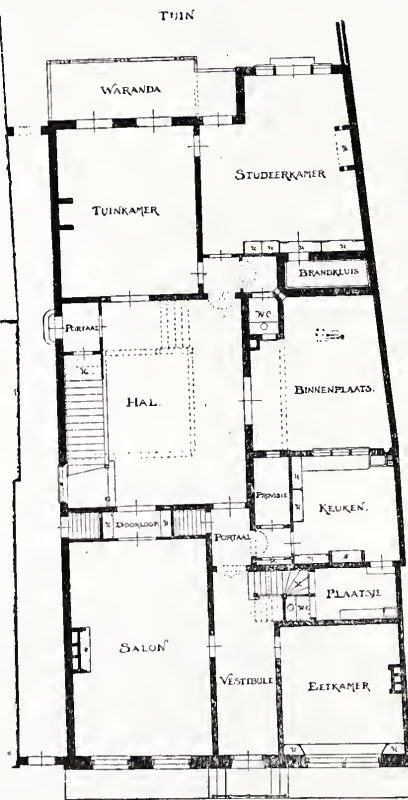 TUIN
WARANDA
STUDEERKAMER
TUINKAMER
BRANDKLUIS
PORTAAL
WC
HAL.
BINNENPLAATS.
PROVISIE
KEUKEN.
DOORLOOP
PORTAAL
PLAATSJE
WC
SALON
VESTIBULE
EETKAMER